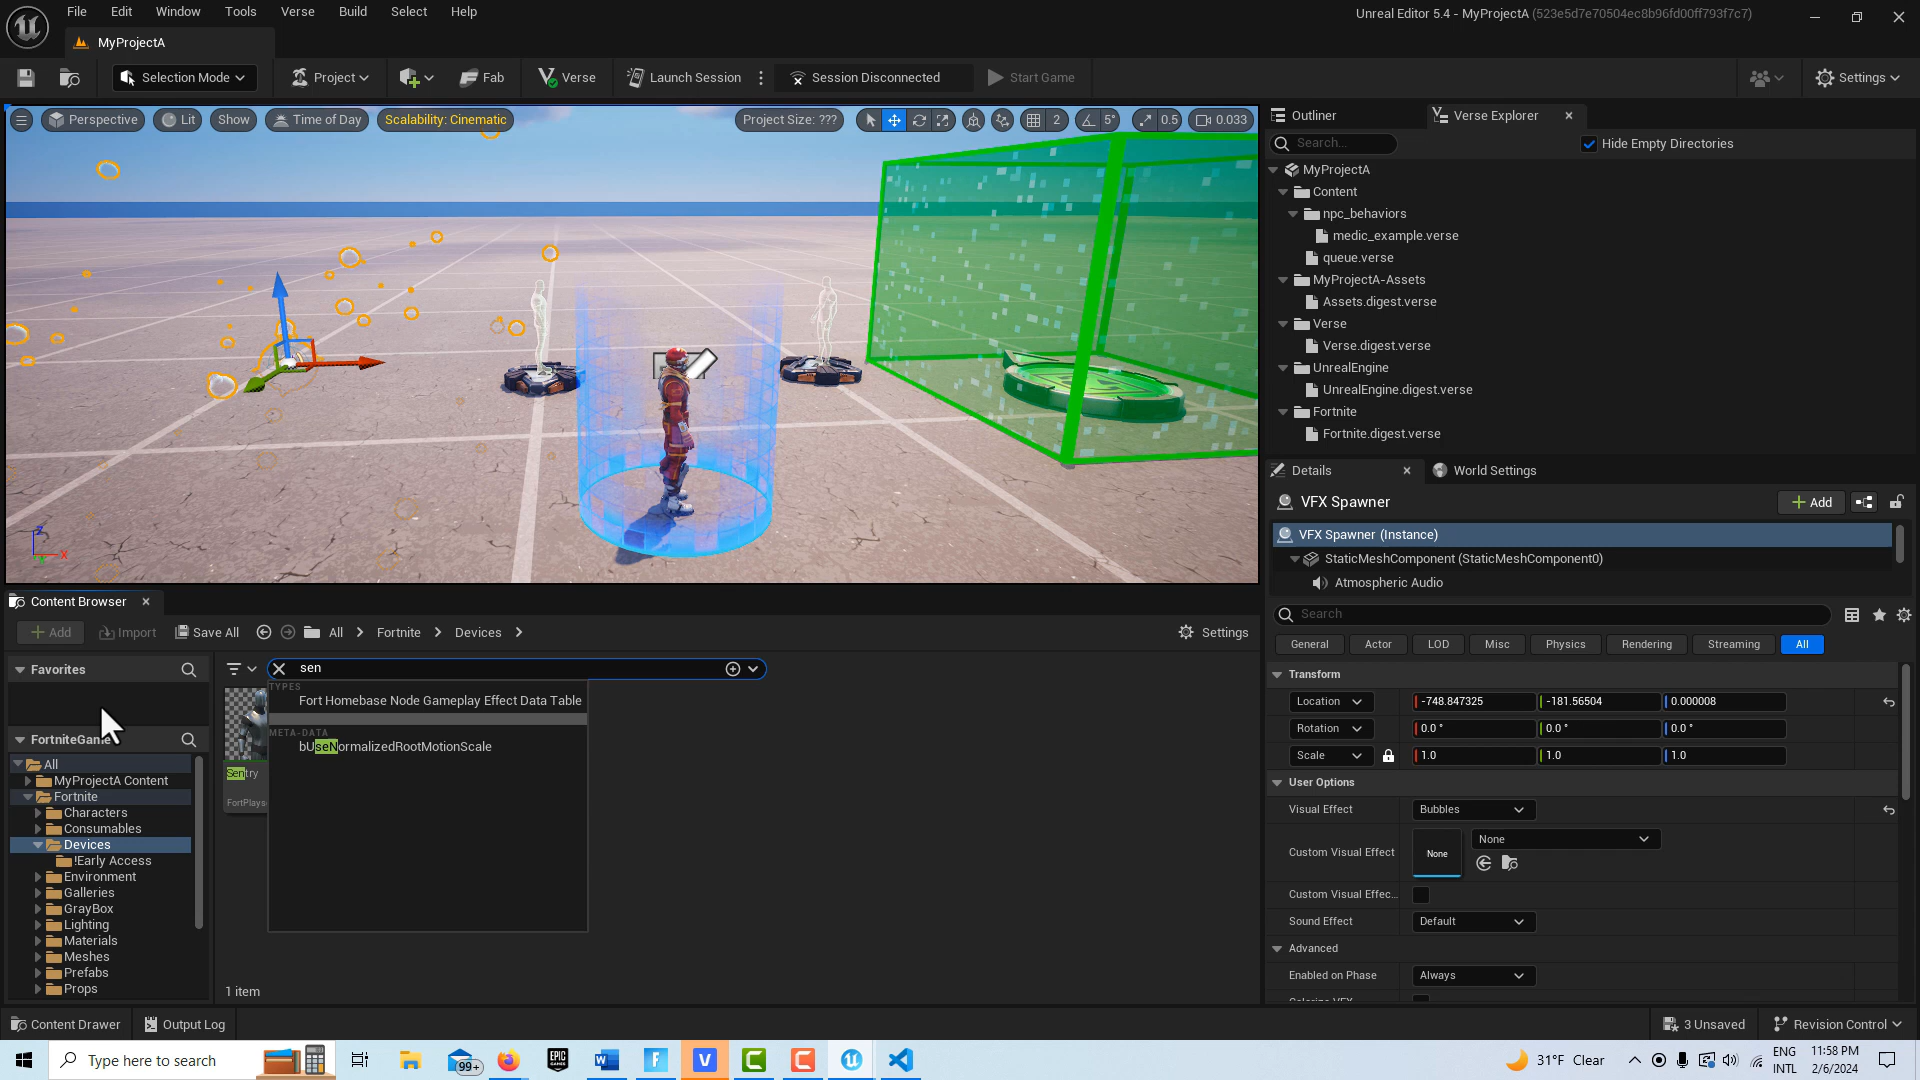 File Edit Window Tools Verse Build Select Help
Unreal Editor 5.4 - MyProjectA (523e5d7e70504ec8b96fd00ff793f7c7)
MyProjectA
Selection Mode Project Fab Verse Launch Session Session Disconnected Start Game Settings
Perspective Lit Show Time of Day Scalability: Cinematic Project Size: ??? 2 5° 0.5 0.033
Outliner Verse Explorer
Search... Hide Empty Directories
MyProjectA
Content
npc_behaviors
medic_example.verse
queue.verse
MyProjectA-Assets
Assets.digest.verse
Verse
Verse.digest.verse
UnrealEngine
UnrealEngine.digest.verse
Fortnite
Fortnite.digest.verse
Z
X
Details World Settings
VFX Spawner Add
VFX Spawner (Instance)
StaticMeshComponent (StaticMeshComponent0)
Atmospheric Audio
Search
General Actor LOD Misc Physics Rendering Streaming All
Transform
Location -748.847325 -181.56504 0.000008
Rotation 0.0 ° 0.0 ° 0.0 °
Scale 1.0 1.0 1.0
User Options
Visual Effect Bubbles
Custom Visual Effect None None
Custom Visual Effec...
Sound Effect Default
Advanced
Enabled on Phase Always
Content Browser
Add Import Save All All Fortnite Devices Settings
Favorites
sen
TYPES
Fort Homebase Node Gameplay Effect Data Table
META-DATA
bUseNormalizedRootMotionScale
Sentry
FortniteGame
All
MyProjectA Content
Fortnite
Characters
Consumables
Devices
!Early Access
Environment
Galleries
GrayBox
Lighting
Materials
Meshes
Prefabs
Props
1 item
Content Drawer Output Log 3 Unsaved Revision Control
Type here to search 99+ 31°F Clear ENG INTL 11:58 PM 2/6/2024